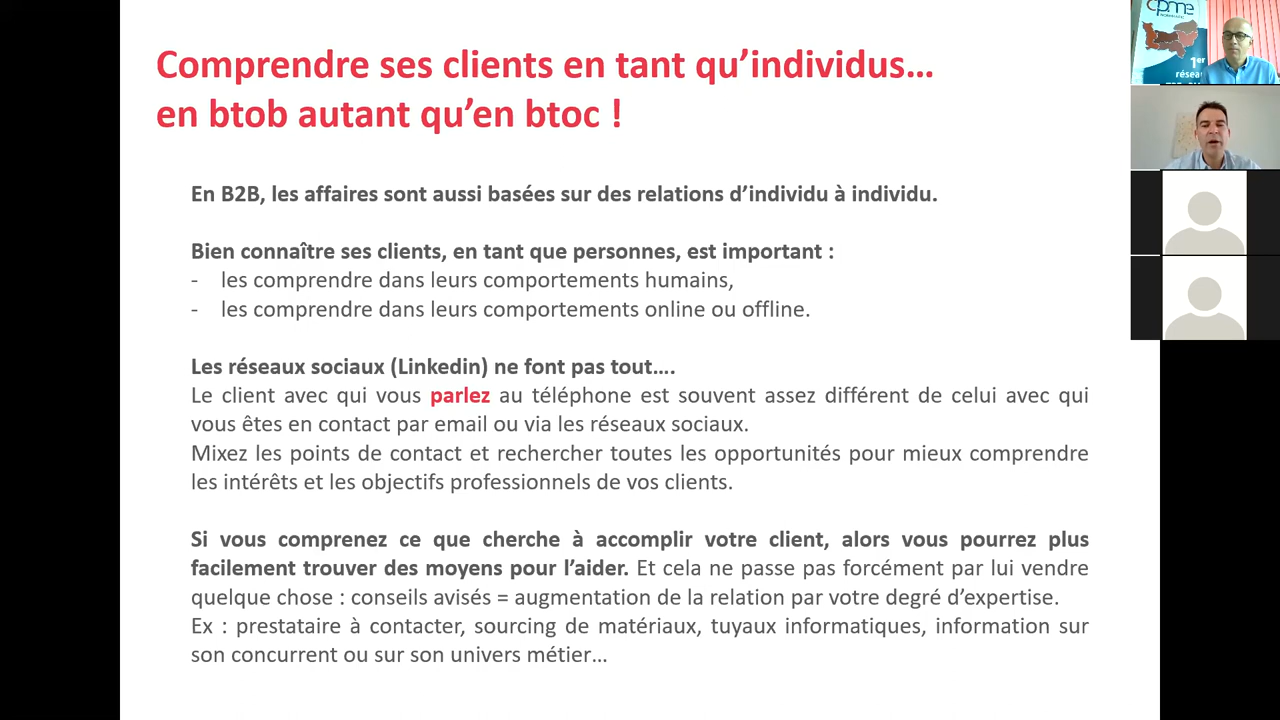 Comprendre ses clients en tant qu’individus…
en btob autant qu’en btoc !
En B2B, les affaires sont aussi basées sur des relations d’individu à individu.
Bien connaître ses clients, en tant que personnes, est important :
- les comprendre dans leurs comportements humains,
- les comprendre dans leurs comportements online ou offline.
Les réseaux sociaux (Linkedin) ne font pas tout….
Le client avec qui vous parlez au téléphone est souvent assez différent de celui avec qui
vous êtes en contact par email ou via les réseaux sociaux.
Mixez les points de contact et rechercher toutes les opportunités pour mieux comprendre
les intérêts et les objectifs professionnels de vos clients.
Si vous comprenez ce que cherche à accomplir votre client, alors vous pourrez plus
facilement trouver des moyens pour l’aider. Et cela ne passe pas forcément par lui vendre
quelque chose : conseils avisés = augmentation de la relation par votre degré d’expertise.
Ex : prestataire à contacter, sourcing de matériaux, tuyaux informatiques, information sur
son concurrent ou sur son univers métier…
cpme
1er